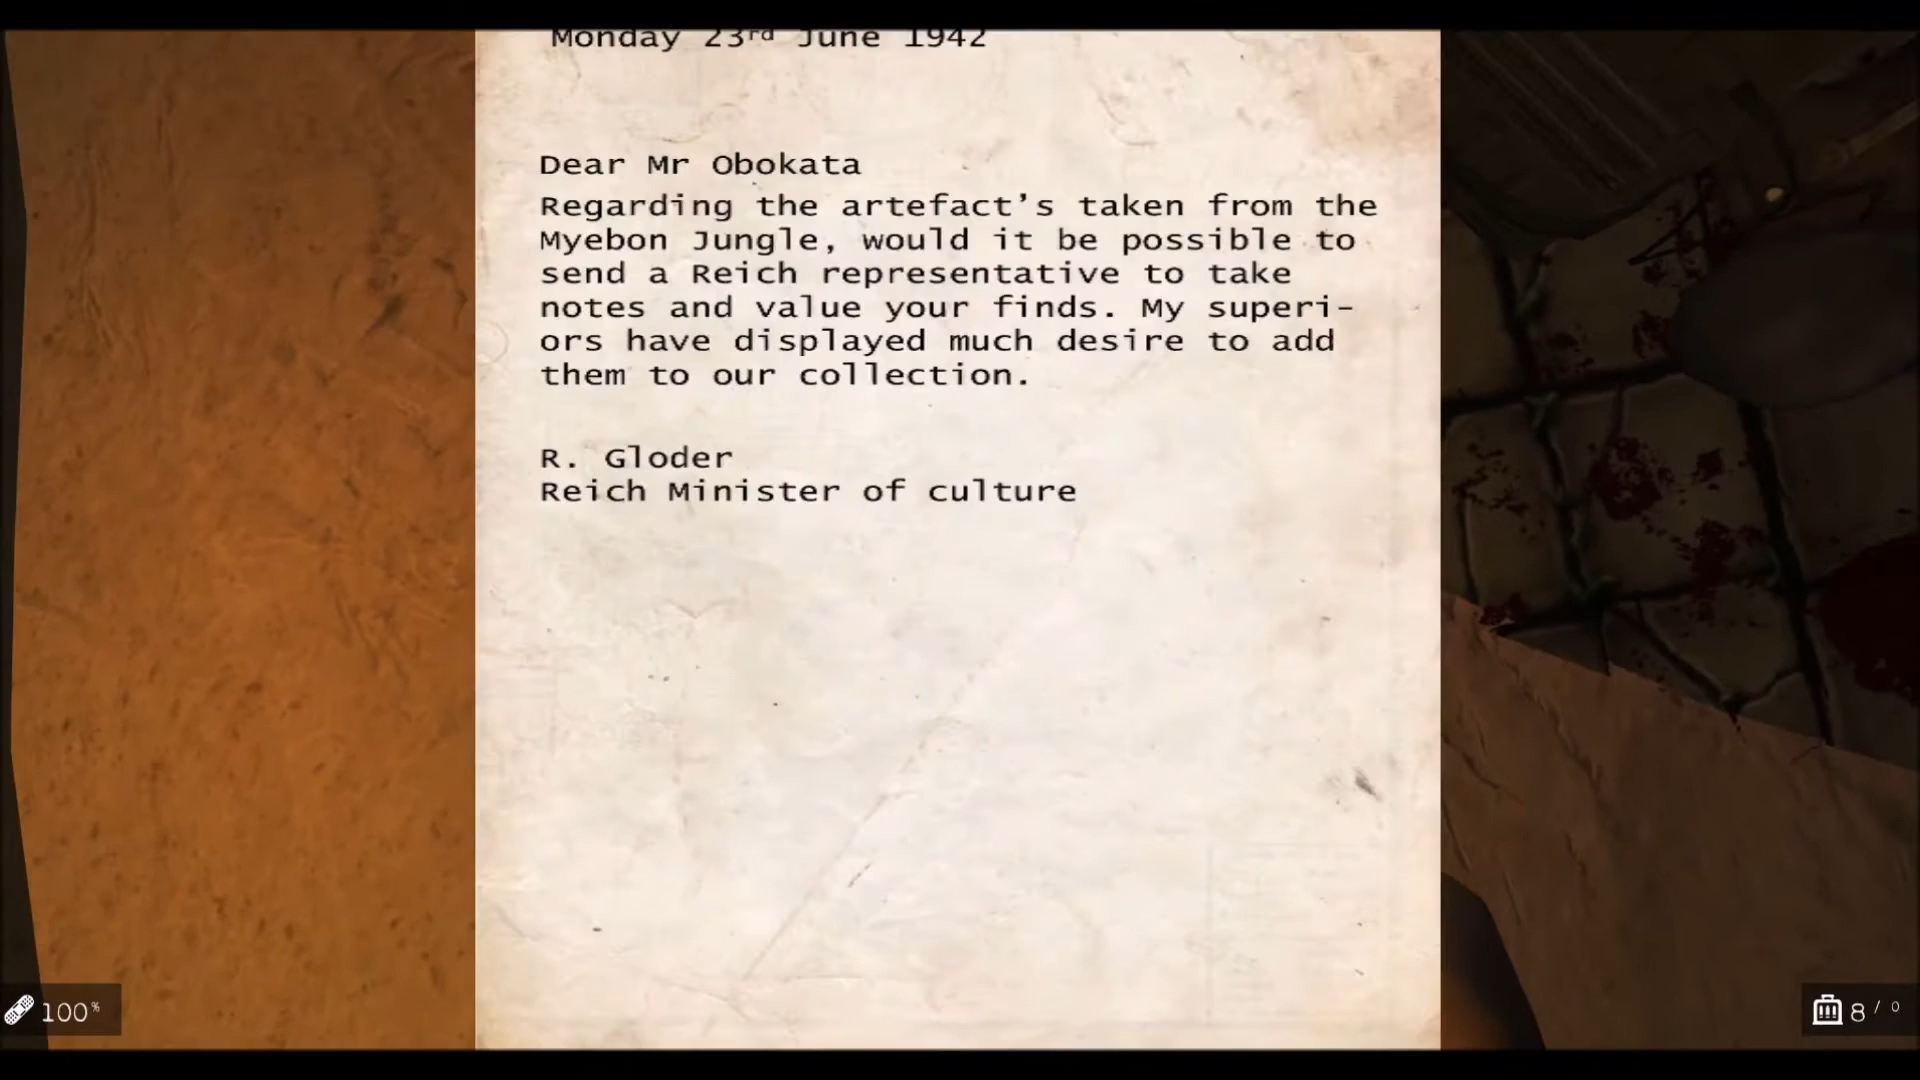 Monday 23rd June 1942
Dear Mr Obokata
Regarding the artefact's taken from the
Myebon Jungle, would it be possible to
send a Reich representative to take
notes and value your finds. My superi-
ors have displayed much desire to add
them to our collection.
R. Gloder
Reich Minister of culture
100%
8 / 0